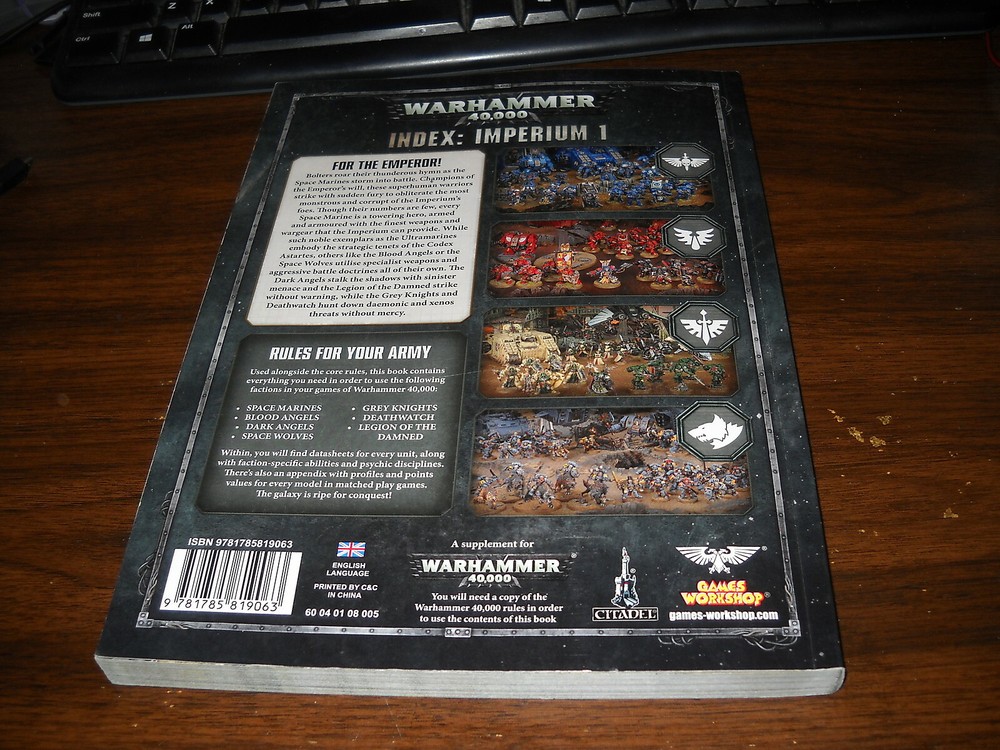 Shift
Z
X
Ctrl
Alt
WARHAMMER
40,000
INDEX: IMPERIUM 1
FOR THE EMPEROR!
Bolters roar their thunderous hymn as the
Space Marines storm into battle. Champions of
the Emperor's will, these superhuman warriors
strike with sudden fury to obliterate the most
monstrous and corrupt of the Imperium's
foes. Though their numbers are few, every
Space Marine is a towering hero, armed
and armoured with the finest weapons and
wargear that the Imperium can provide. While
such noble exemplars as the Ultramarines
embody the strategic tenets of the Codex
Astartes, others like the Blood Angels or the
Space Wolves utilise specialist weapons and
aggressive battle doctrines all of their own. The
Dark Angels stalk the shadows with sinister
menace and the Legion of the Damned strike
without warning, while the Grey Knights and
Deathwatch hunt down daemonic and xenos
threats without mercy.
RULES FOR YOUR ARMY
Used alongside the core rules, this book contains
everything you need in order to use the following
factions in your games of Warhammer 40,000:
• SPACE MARINES
• BLOOD ANGELS
• DARK ANGELS
• SPACE WOLVES
• GREY KNIGHTS
• DEATHWATCH
• LEGION OF THE
DAMNED
Within, you will find datasheets for every unit, along
with faction-specific abilities and psychic disciplines.
There's also an appendix with profiles and points
values for every model in matched play games.
The galaxy is ripe for conquest!
ISBN 9781785819063
9 781785 819063
ENGLISH
LANGUAGE
PRINTED BY C&C
IN CHINA
60 04 01 08 005
A supplement for
WARHAMMER®
40,000
You will need a copy of the
Warhammer 40,000 rules in order
to use the contents of this book
CITADEL
GAMES
WORKSHOP®
games-workshop.com